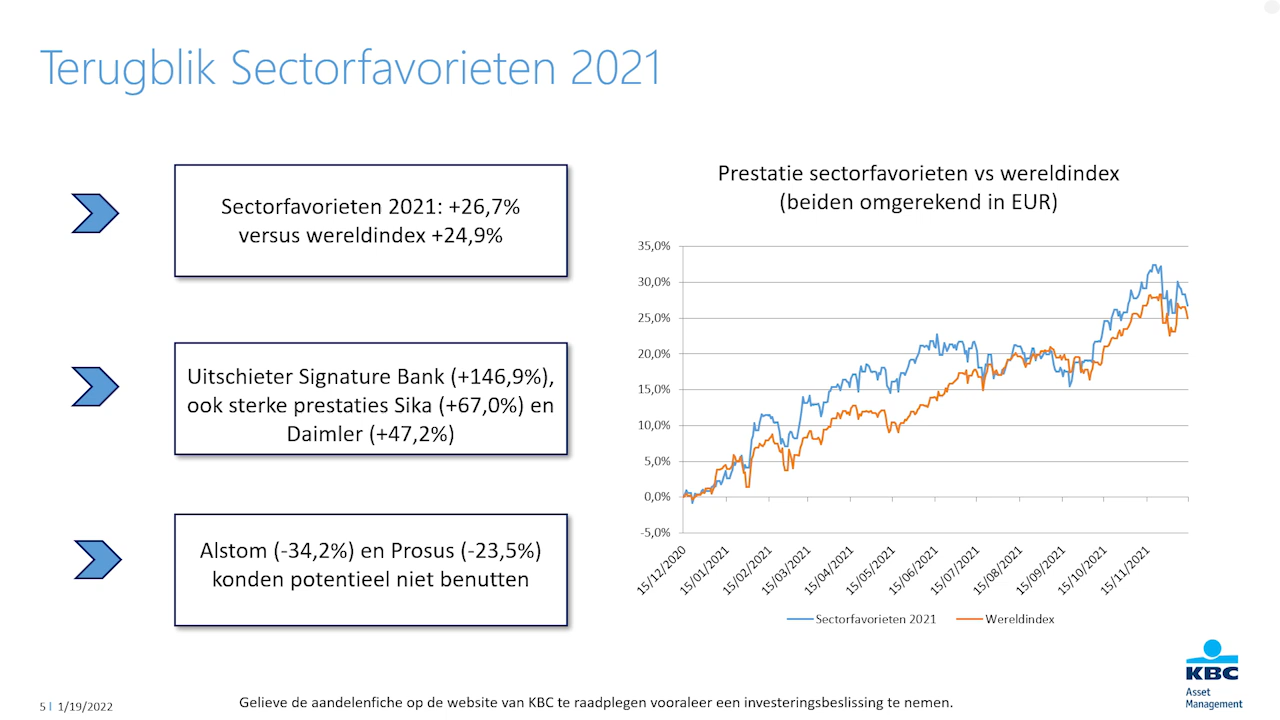 Terugblik Sectorfavorieten 2021
Sectorfavorieten 2021: +26,7%
versus wereldindex +24,9%
Uitschieter Signature Bank (+146,9%),
ook sterke prestaties Sika (+67,0%) en
Daimler (+47,2%)
Alstom (-34,2%) en Prosus (-23,5%)
konden potentieel niet benutten
Prestatie sectorfavorieten vs wereldindex
(beiden omgerekend in EUR)
35,0%
30,0%
25,0%
20,0%
15,0%
10,0%
5,0%
0,0%
-5,0%
15/12/2020
15/01/2021
15/02/2021
15/03/2021
15/04/2021
15/05/2021
15/06/2021
15/07/2021
15/08/2021
15/09/2021
15/10/2021
15/11/2021
Sectorfavorieten 2021
Wereldindex
KBC
Asset
Management
5 | 1/19/2022
Gelieve de aandelenfiche op de website van KBC te raadplegen vooraleer een investeringsbeslissing te nemen.